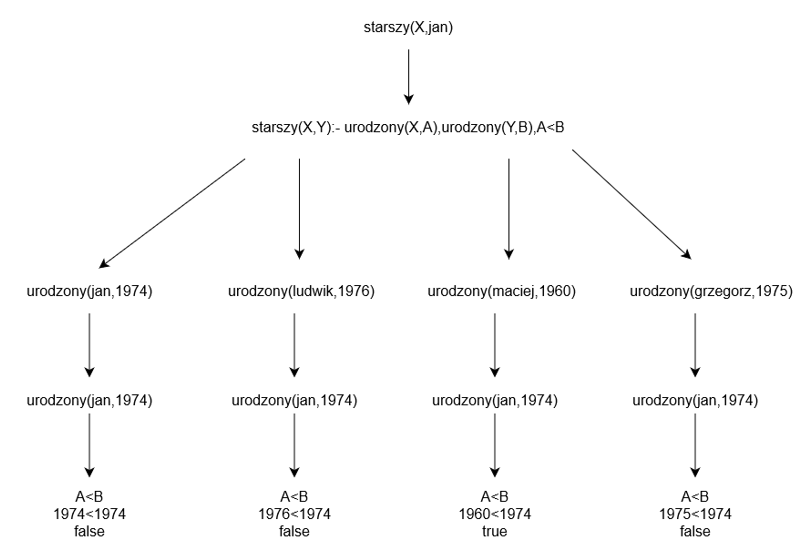 starszy(X,jan)
starszy(X,Y):- urodzony(X,A),urodzony(Y,B),A<B
urodzony(jan,1974)
urodzony(ludwik,1976)
urodzony(maciej,1960)
urodzony(grzegorz,1975)
urodzony(jan,1974)
urodzony(jan,1974)
urodzony(jan,1974)
urodzony(jan,1974)
A<B
1974<1974
false
A<B
1976<1974
false
A<B
1960<1974
true
A<B
1975<1974
false